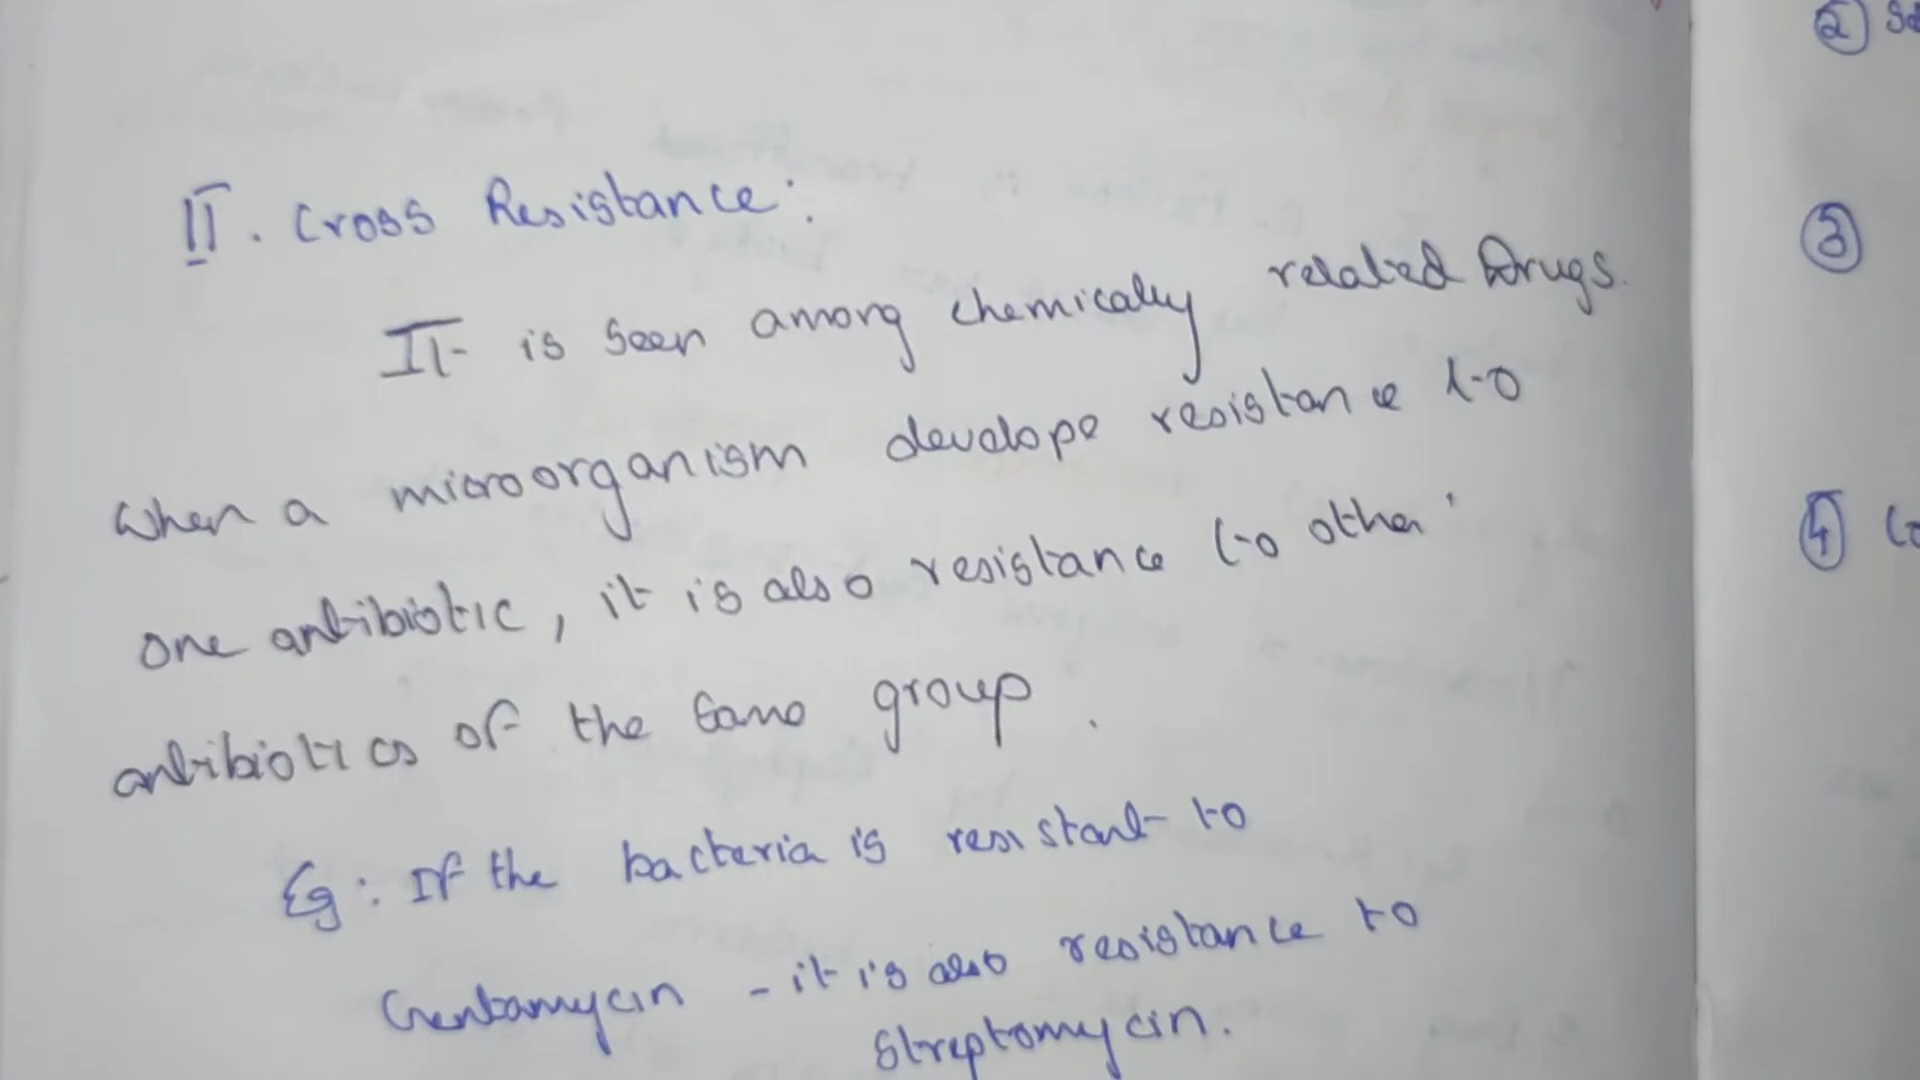 II. Cross Resistance:
It is seen among chemically related Drugs.
When a microorganism develope resistance to
one antibiotic, it is also resistance to other
antibiotics of the same group.
Eg: If the bacteria is resistant to
Gentamycin - it is also resistance to
Streptomycin.
2
3
4